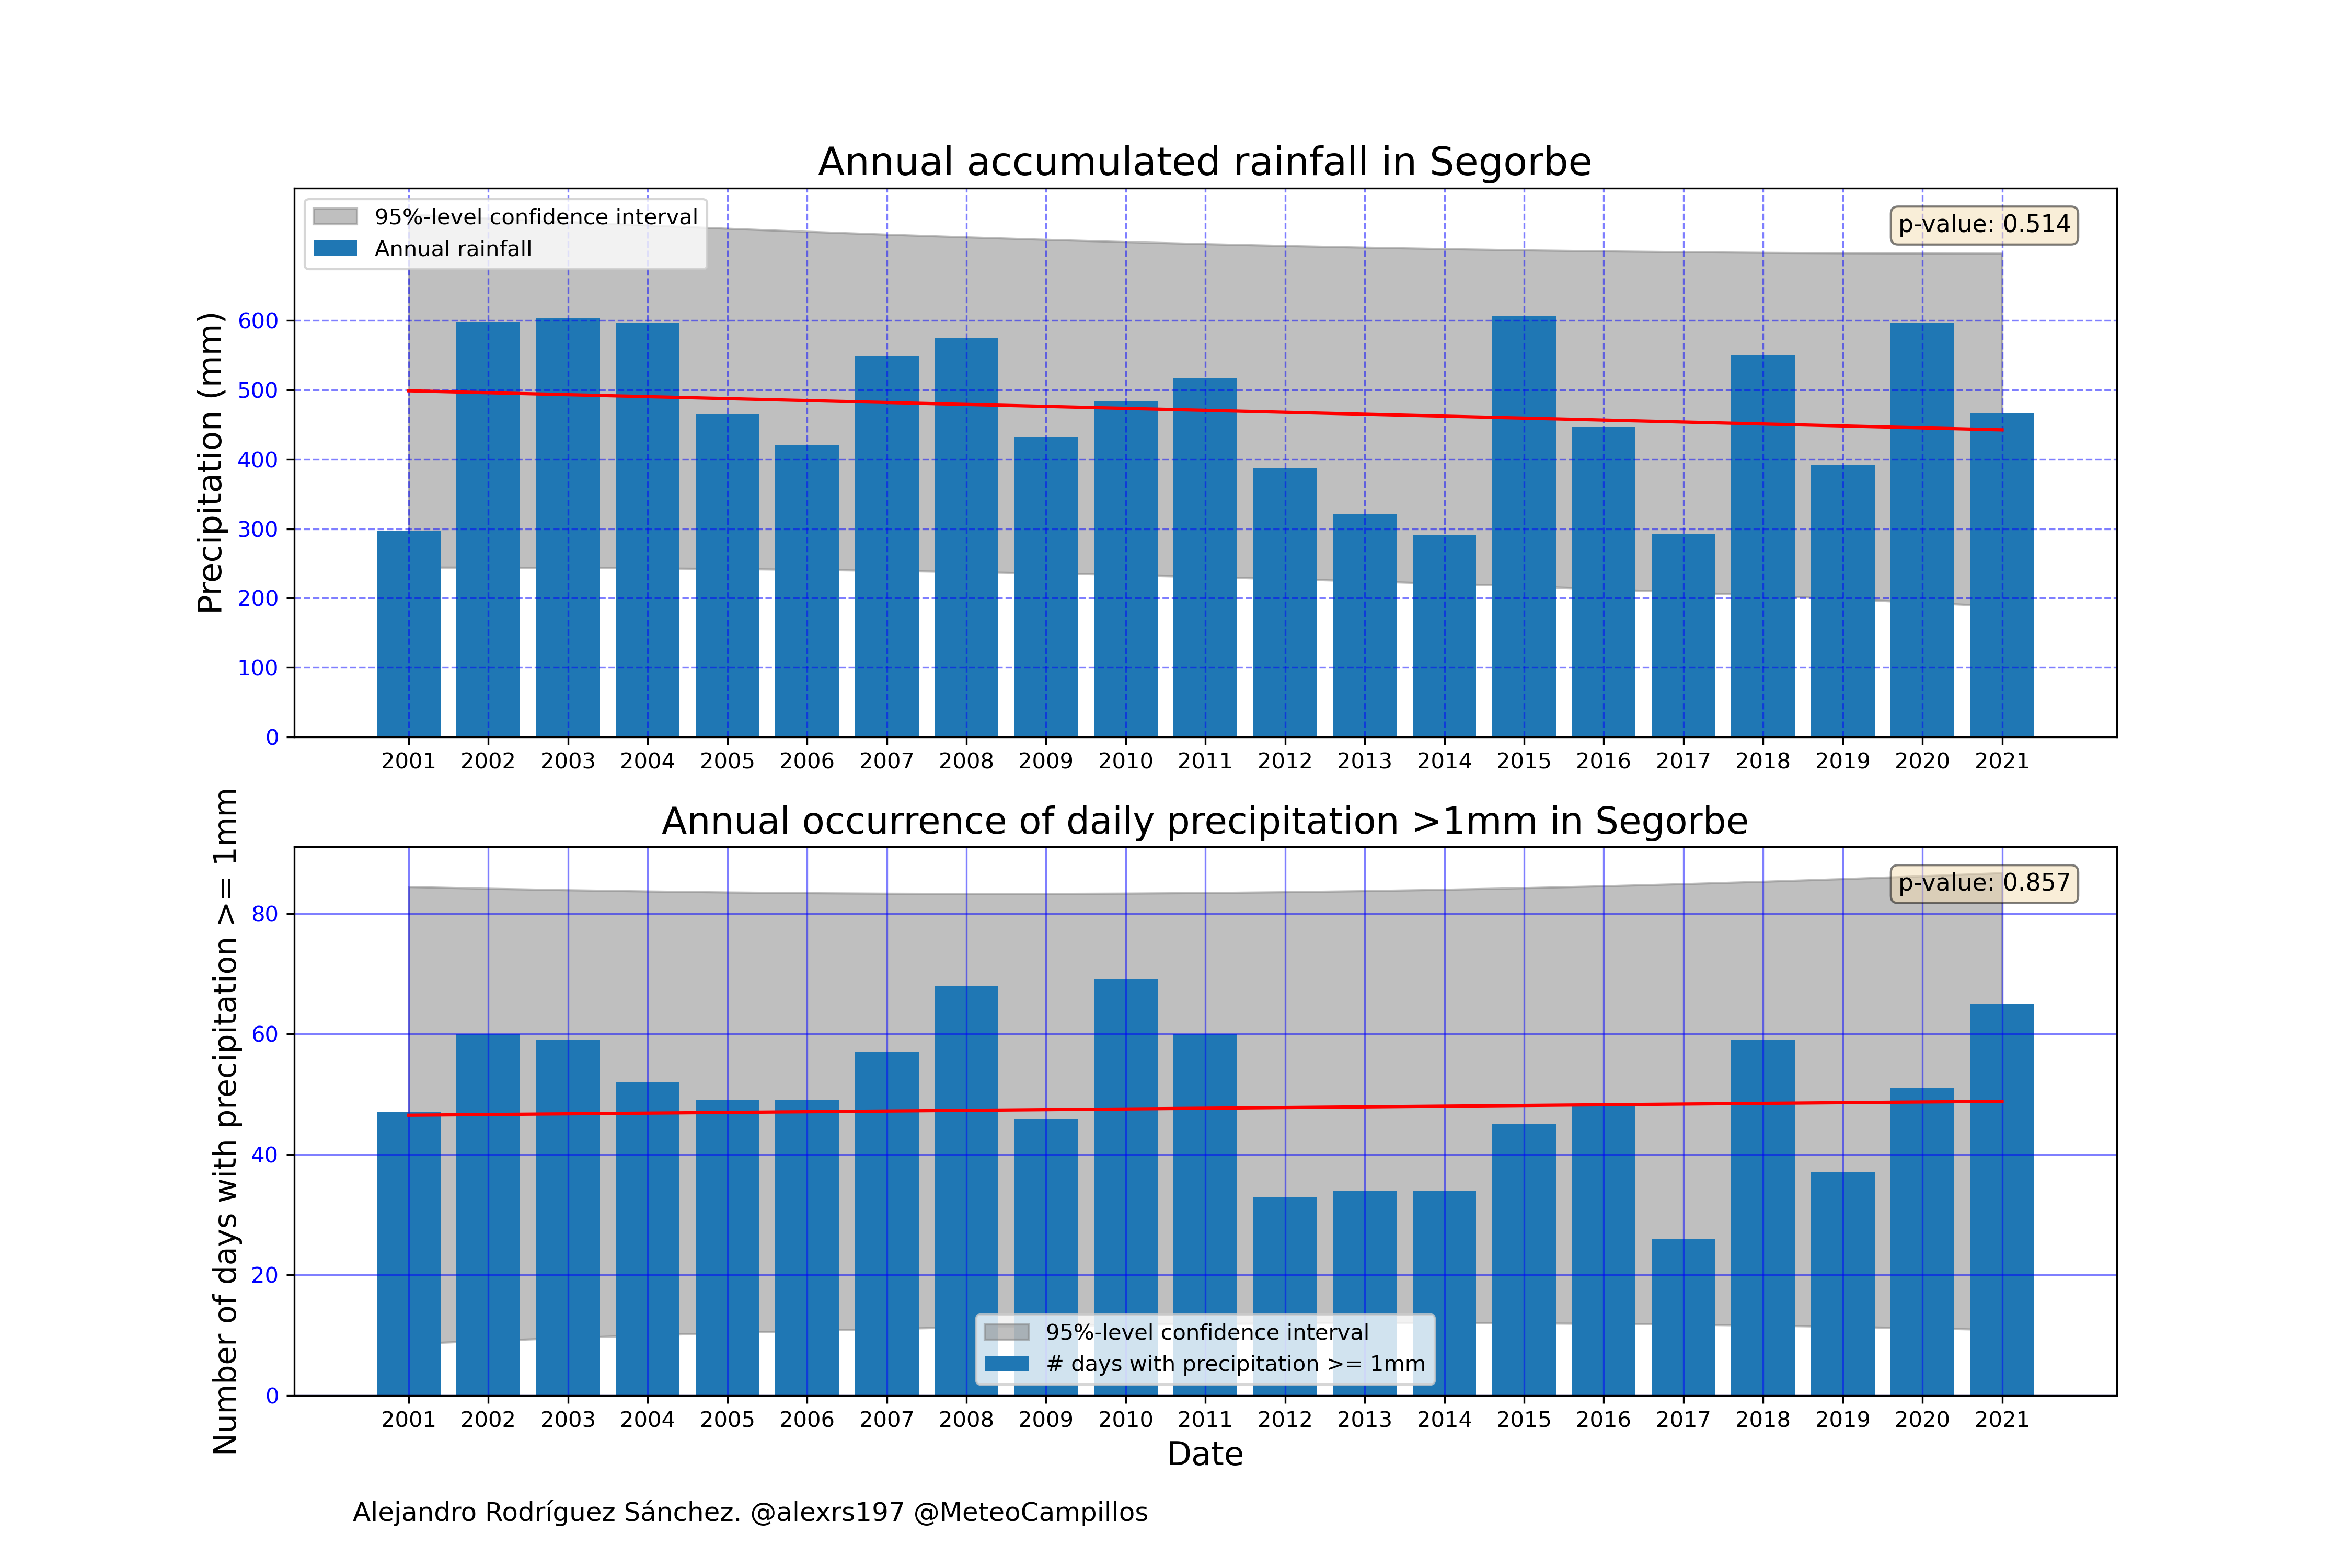 Annual accumulated rainfall in Segorbe
95%-level confidence interval
Annual rainfall
p-value: 0.514
Precipitation (mm)
600
500
400
300
200
100
0
2001 2002 2003 2004 2005 2006 2007 2008 2009 2010 2011 2012 2013 2014 2015 2016 2017 2018 2019 2020 2021
Annual occurrence of daily precipitation >1mm in Segorbe
p-value: 0.857
Number of days with precipitation >= 1mm
80
60
40
20
0
95%-level confidence interval
# days with precipitation >= 1mm
2001 2002 2003 2004 2005 2006 2007 2008 2009 2010 2011 2012 2013 2014 2015 2016 2017 2018 2019 2020 2021
Date
Alejandro Rodríguez Sánchez. @alexrs197 @MeteoCampillos